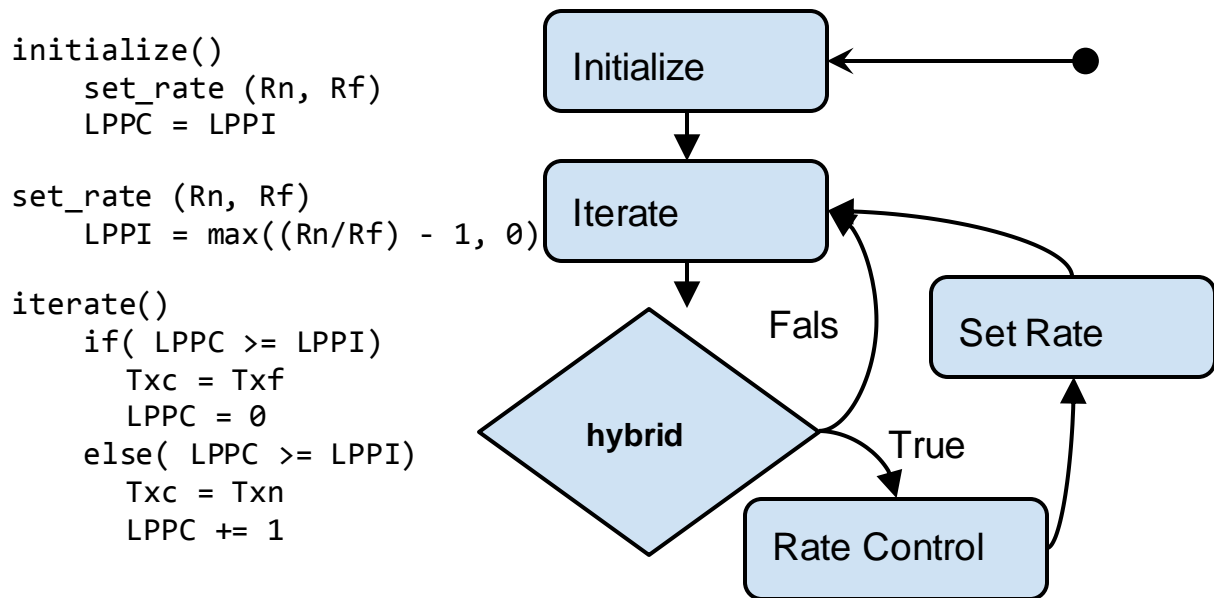 initialize()
set_rate (Rn, Rf)
LPPC = LPPI
set_rate (Rn, Rf)
LPPI = max((Rn/Rf) - 1, 0)
iterate()
if( LPPC >= LPPI)
Txc = Txf
LPPC = 0
else( LPPC >= LPPI)
Txc = Txn
LPPC += 1
Initialize
Iterate
Fals
Set Rate
hybrid
True
Rate Control